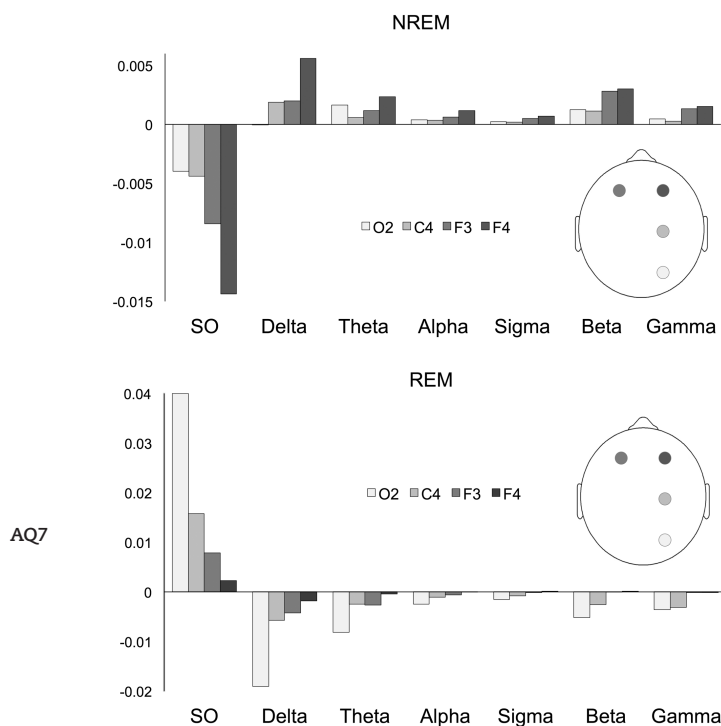 NREM
0.005
0
-0.005
-0.01
-0.015
O2 C4 F3 F4
SO Delta Theta Alpha Sigma Beta Gamma
REM
0.04
0.03
0.02
0.01
0
-0.01
-0.02
O2 C4 F3 F4
AQ7
SO Delta Theta Alpha Sigma Beta Gamma